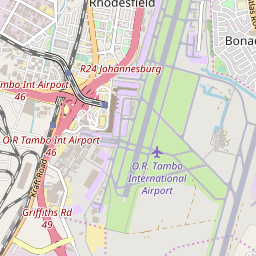 Rhodesfield
Bonae
R24 Johannesburg
Tambo Int Airport
46
O.R Tambo Int Airport
46
O.R. Tambo
International
Airport
Kraft Road
Griffiths Rd
49